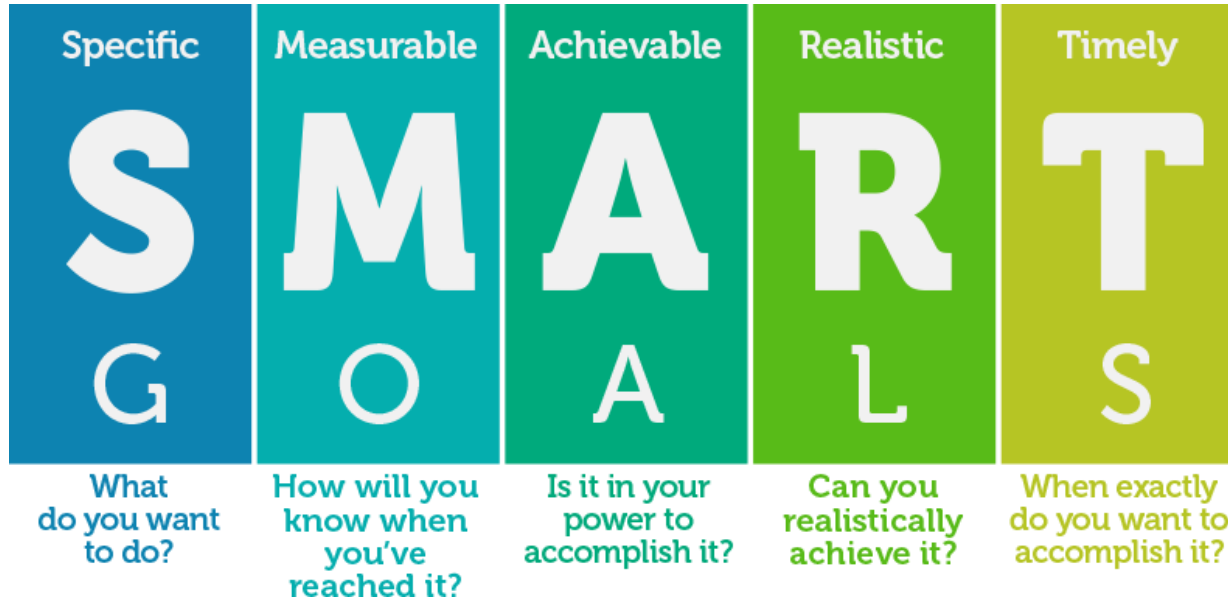 Specific Measurable Achievable Realistic Timely
S M A R T
G O A L S
What
do you want
to do?
How will you
know when
you've
reached it?
Is it in your
power to
accomplish it?
Can you
realistically
achieve it?
When exactly
do you want to
accomplish it?